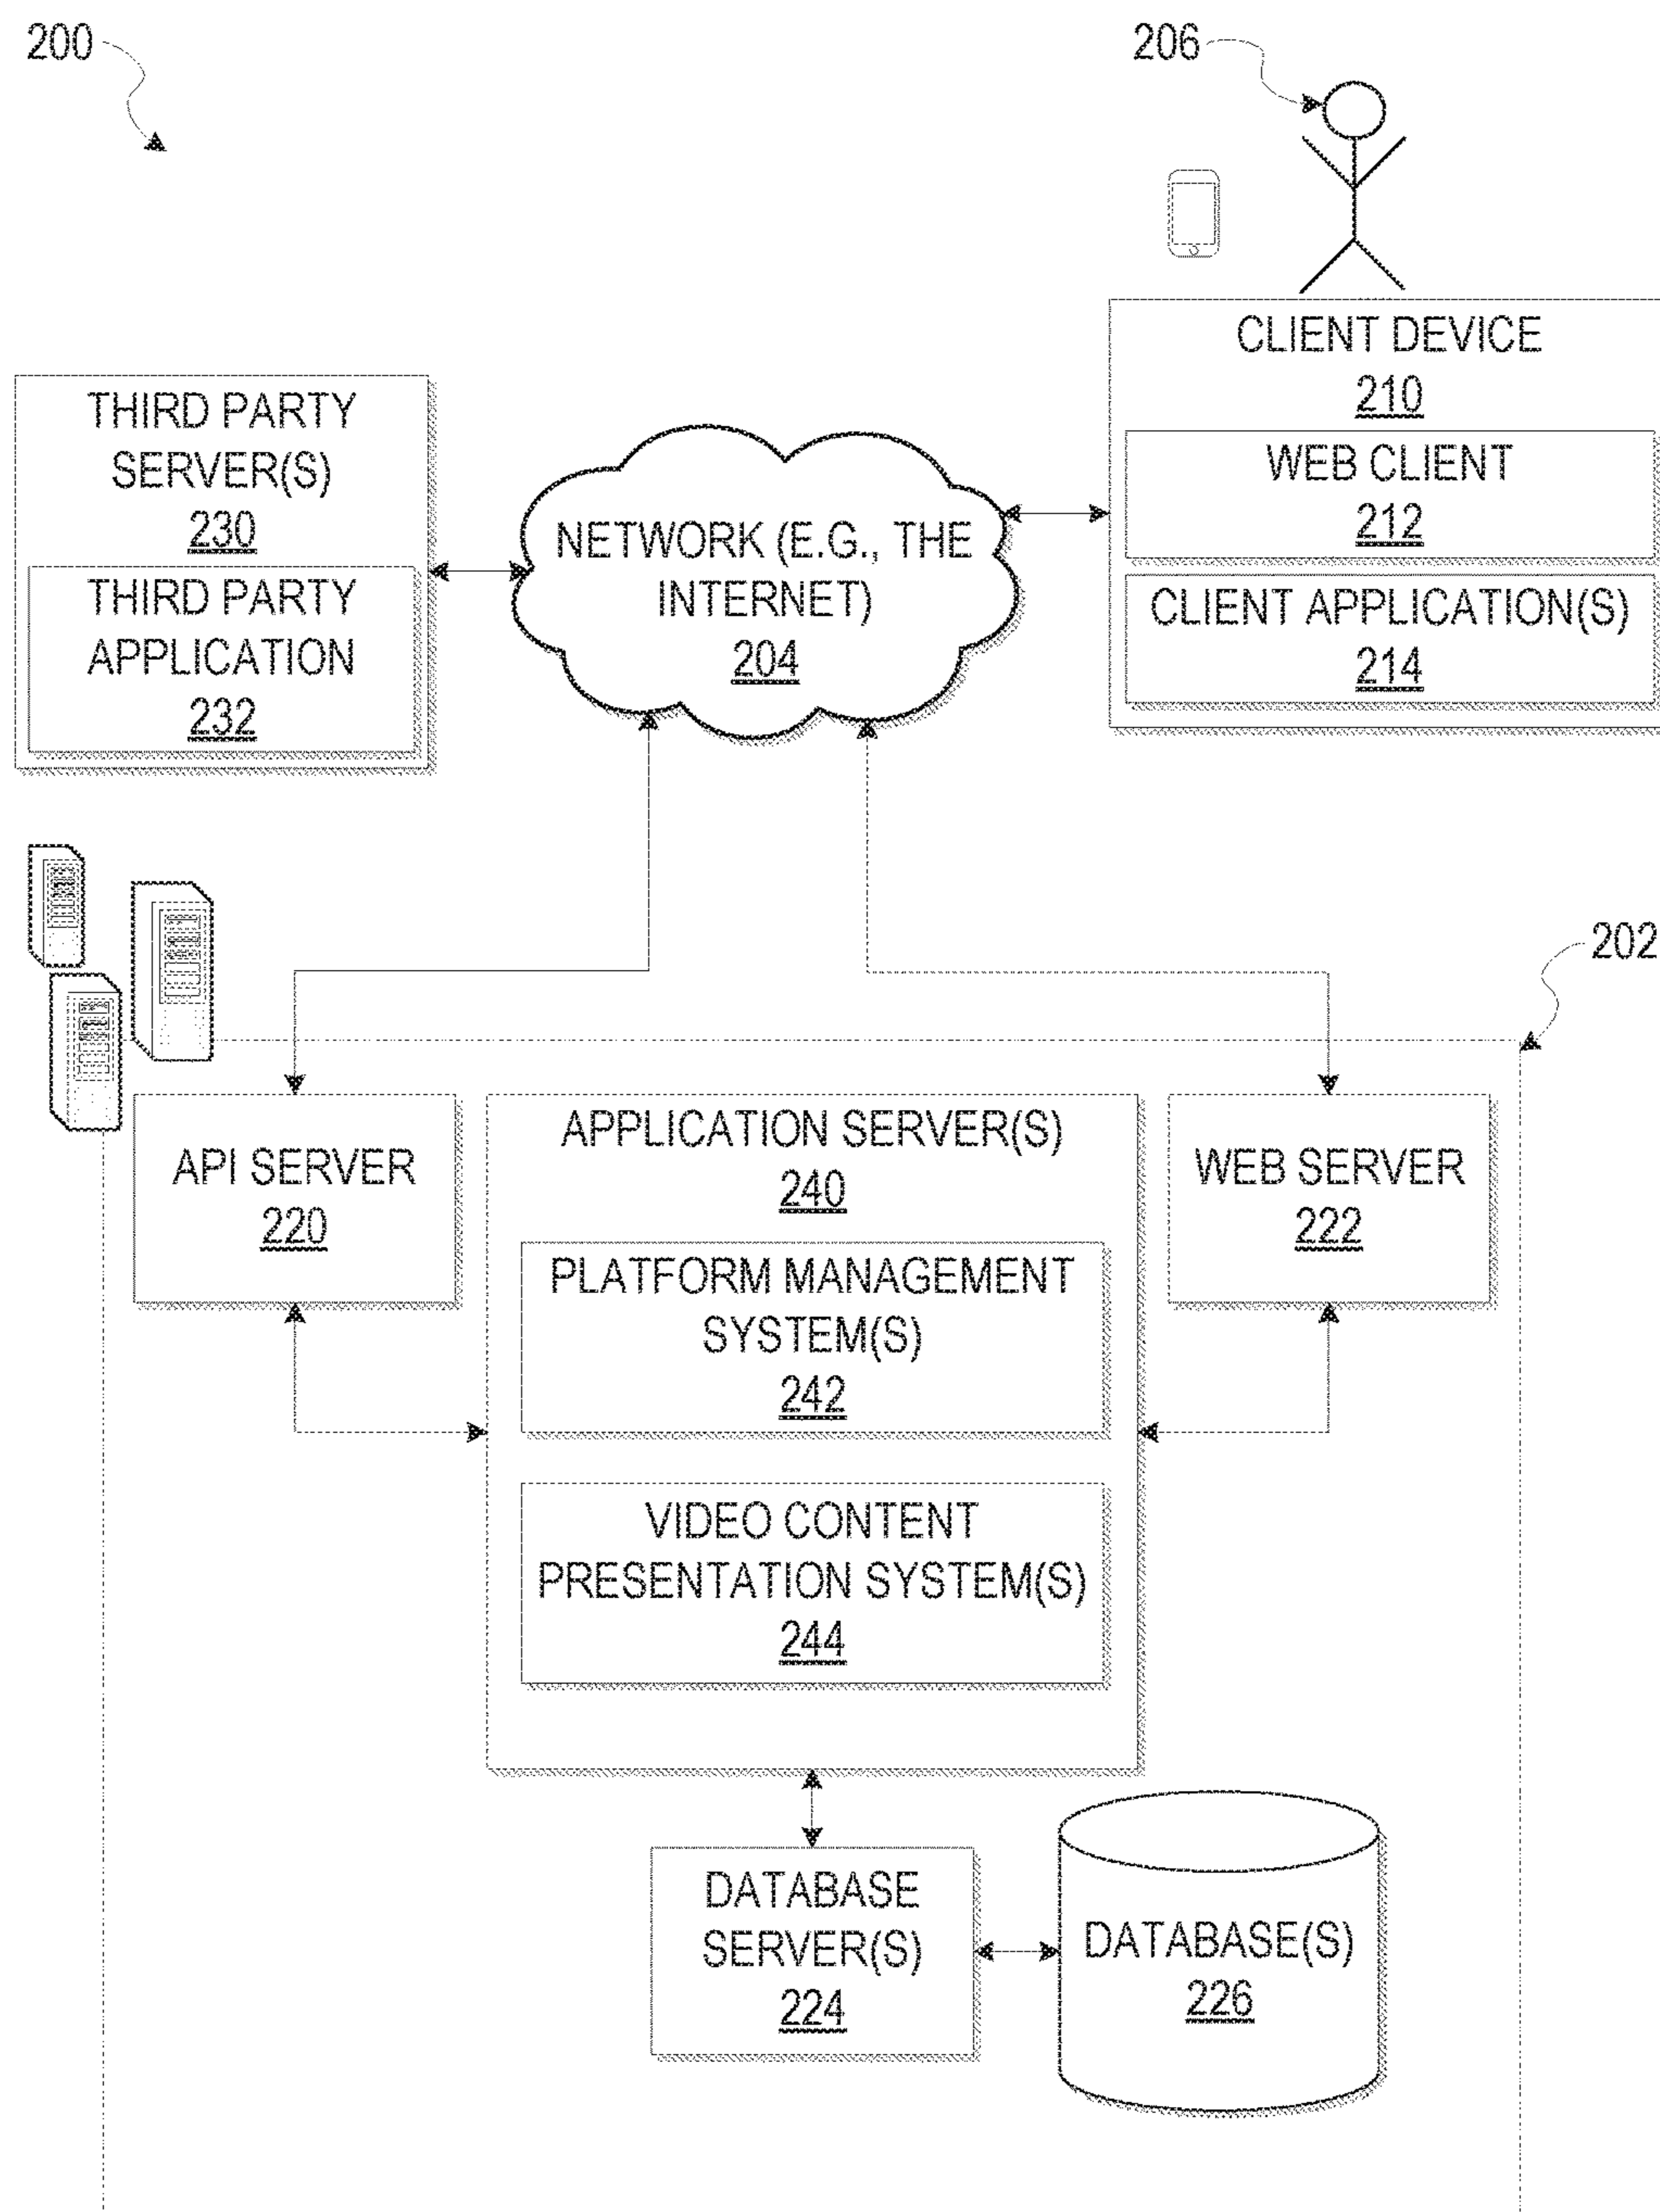 200
206
CLIENT DEVICE
210
WEB CLIENT
212
CLIENT APPLICATION(S)
214
THIRD PARTY
SERVER(S)
230
THIRD PARTY
APPLICATION
232
NETWORK (E.G., THE
INTERNET)
204
202
API SERVER
220
APPLICATION SERVER(S)
240
PLATFORM MANAGEMENT
SYSTEM(S)
242
VIDEO CONTENT
PRESENTATION SYSTEM(S)
244
WEB SERVER
222
DATABASE
SERVER(S)
224
DATABASE(S)
226